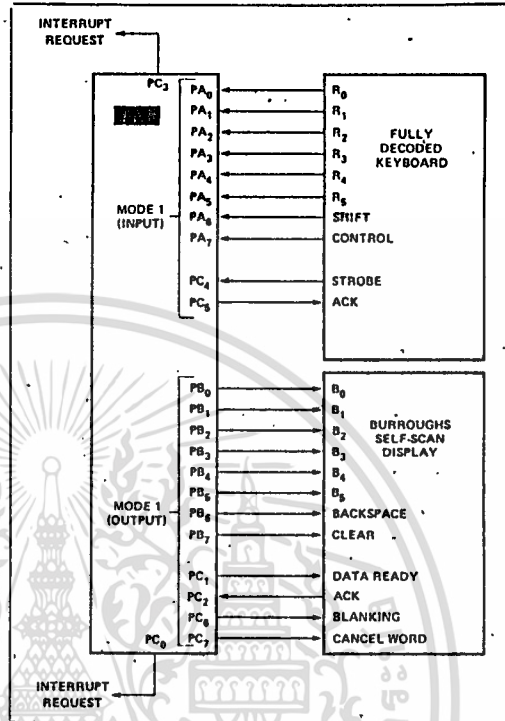 INTERRUPT
REQUEST
PC3
PA0
PA1
PA2
PA3
PA4
PA5
PA6
PA7
PC4
PC5
MODE 1
(INPUT)
R0
R1
R2
R3
R4
R5
SHIFT
CONTROL
STROBE
ACK
FULLY
DECODED
KEYBOARD
PB0
PB1
PB2
PB3
PB4
PB5
PB6
PB7
PC1
PC2
PC6
PC7
MODE 1
(OUTPUT)
B0
B1
B2
B3
B4
B5
BACKSPACE
CLEAR
DATA READY
ACK
BLANKING
CANCEL WORD
BURROUGHS
SELF-SCAN
DISPLAY
PC0
INTERRUPT
REQUEST